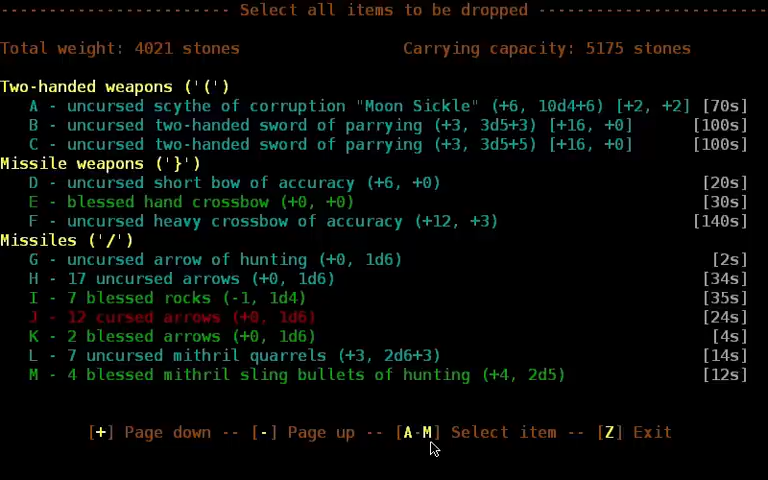 ----------------------- Select all items to be dropped -----------------------
Total weight: 4021 stones Carrying capacity: 5175 stones
Two-handed weapons ('(')
A - uncursed scythe of corruption "Moon Sickle" (+6, 10d4+6) [+2, +2] [70s]
B - uncursed two-handed sword of parrying (+3, 3d5+3) [+16, +0] [100s]
C - uncursed two-handed sword of parrying (+3, 3d5+5) [+16, +0] [100s]
Missile weapons ('}')
D - uncursed short bow of accuracy (+6, +0) [20s]
E - blessed hand crossbow (+0, +0) [30s]
F - uncursed heavy crossbow of accuracy (+12, +3) [140s]
Missiles ('/')
G - uncursed arrow of hunting (+0, 1d6) [2s]
H - 17 uncursed arrows (+0, 1d6) [34s]
I - 7 blessed rocks (-1, 1d4) [35s]
J - 12 cursed arrows (+0, 1d6) [24s]
K - 2 blessed arrows (+0, 1d6) [4s]
L - 7 uncursed mithril quarrels (+3, 2d6+3) [14s]
M - 4 blessed mithril sling bullets of hunting (+4, 2d5) [12s]
[+] Page down -- [-] Page up -- [A-M] Select item -- [Z] Exit